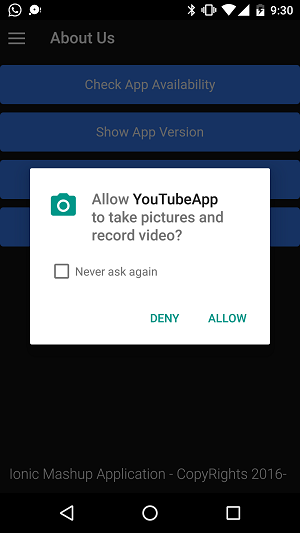 9:30
About Us
Check App Availability
Show App Version
Allow YouTubeApp
to take pictures and
record video?
Never ask again
DENY
ALLOW
Ionic Mashup Application - CopyRights 2016-